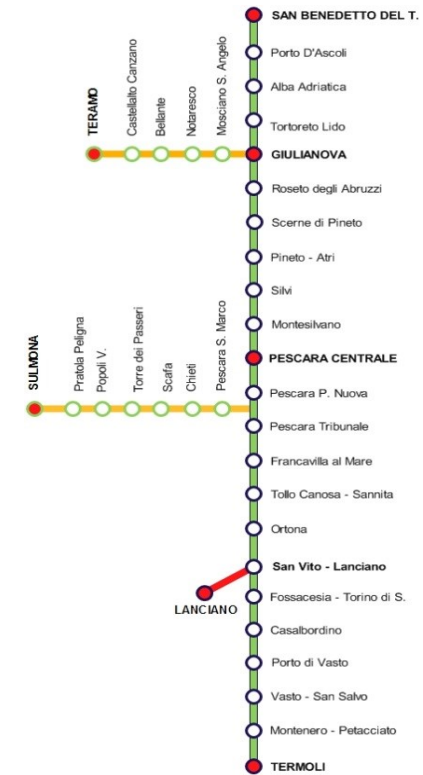 SAN BENEDETTO DEL T.
Porto D'Ascoli
Alba Adriatica
Tortoreto Lido
TERAMO
Castellalto Canzano
Bellante
Notaresco
Mosciano S. Angelo
GIULIANOVA
Roseto degli Abruzzi
Scerne di Pineto
Pineto - Atri
Silvi
Montesilvano
PESCARA CENTRALE
Pescara P. Nuova
SULMONA
Pratola Peligna
Popoli V.
Torre dei Passeri
Scafa
Chieti
Pescara S. Marco
Pescara Tribunale
Francavilla al Mare
Tollo Canosa - Sannita
Ortona
San Vito - Lanciano
LANCIANO
Fossacesia - Torino di S.
Casalbordino
Porto di Vasto
Vasto - San Salvo
Montenero - Petacciato
TERMOLI